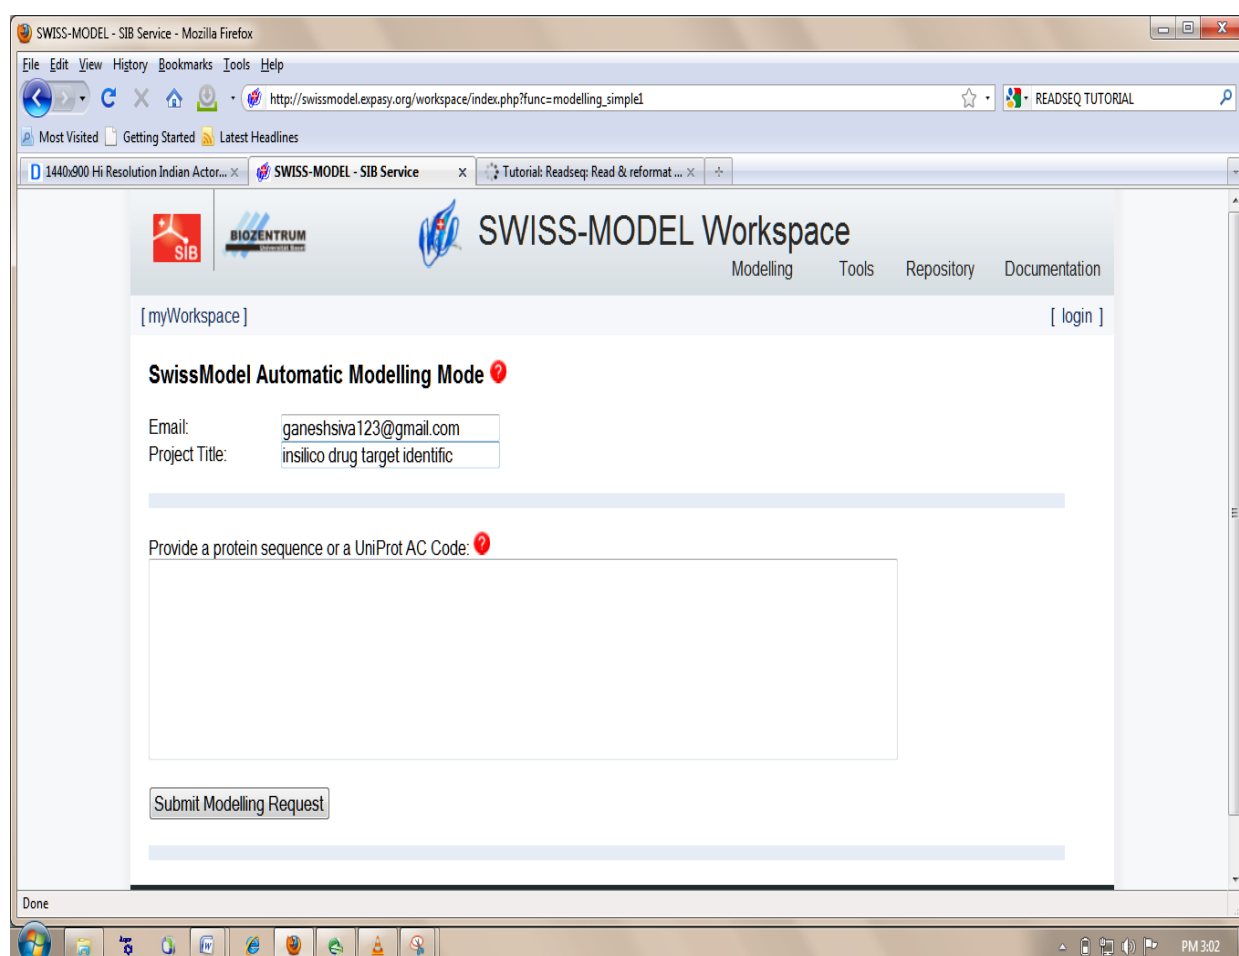 SWISS-MODEL - SIB Service - Mozilla Firefox
File Edit View History Bookmarks Tools Help
http://swissmodel.expasy.org/workspace/index.php?func=modelling_simple1 READSEQ TUTORIAL
Most Visited Getting Started Latest Headlines
1440x900 Hi Resolution Indian Actor... SWISS-MODEL - SIB Service Tutorial: Readseq: Read & reformat ...
SIB BIOZENTRUM SWISS-MODEL Workspace
Modelling Tools Repository Documentation
[ myWorkspace ] [ login ]
SwissModel Automatic Modelling Mode
Email: ganeshsiva123@gmail.com
Project Title: insilico drug target identific
Provide a protein sequence or a UniProt AC Code:
Submit Modelling Request
Done
PM 3:02